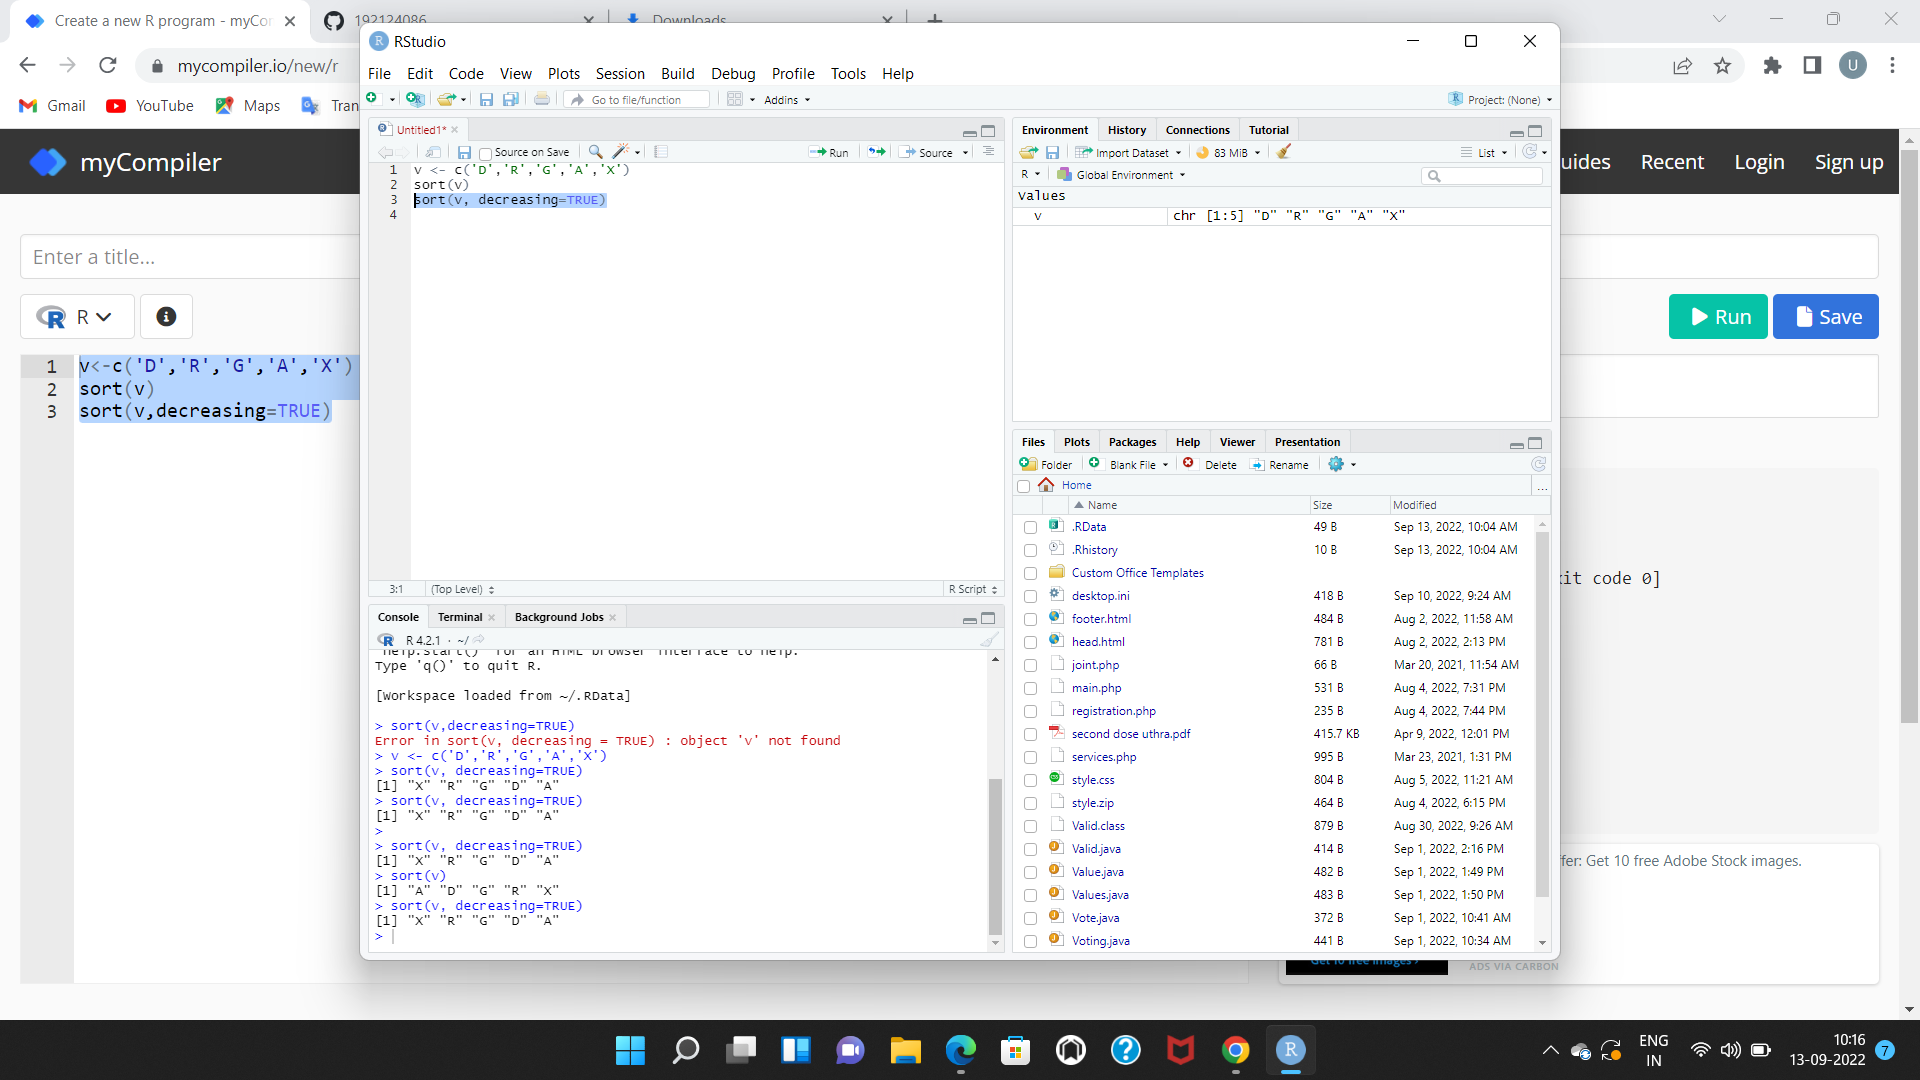 Create a new R program - myCom
192124086
Downloads
mycompiler.io/new/r
U
Gmail
YouTube
Maps
Tran
myCompiler
uides
Recent
Login
Sign up
Enter a title...
R
Run
Save
1 v<-c('D','R','G','A','X')
2 sort(v)
3 sort(v,decreasing=TRUE)
xit code 0]
fer: Get 10 free Adobe Stock images.
Get 10 free images
ADS VIA CARBON
RStudio
File Edit Code View Plots Session Build Debug Profile Tools Help
Go to file/function
Addins
Project: (None)
Untitled1*
Source on Save
Run
Source
1 v <- c('D','R','G','A','X')
2 sort(v)
3 sort(v, decreasing=TRUE)
4
3:1 (Top Level)
R Script
Console Terminal Background Jobs
R 4.2.1 · ~/
'help.start()' for an HTML browser interface to help.
Type 'q()' to quit R.
[Workspace loaded from ~/.RData]
> sort(v,decreasing=TRUE)
Error in sort(v, decreasing = TRUE) : object 'v' not found
> v <- c('D','R','G','A','X')
> sort(v, decreasing=TRUE)
[1] "X" "R" "G" "D" "A"
> sort(v, decreasing=TRUE)
[1] "X" "R" "G" "D" "A"
>
> sort(v, decreasing=TRUE)
[1] "X" "R" "G" "D" "A"
> sort(v)
[1] "A" "D" "G" "R" "X"
> sort(v, decreasing=TRUE)
[1] "X" "R" "G" "D" "A"
>
Environment History Connections Tutorial
Import Dataset
83 MiB
List
R
Global Environment
Values
v chr [1:5] "D" "R" "G" "A" "X"
Files Plots Packages Help Viewer Presentation
Folder Blank File Delete Rename
Home
...
Name Size Modified
.RData 49 B Sep 13, 2022, 10:04 AM
.Rhistory 10 B Sep 13, 2022, 10:04 AM
Custom Office Templates
desktop.ini 418 B Sep 10, 2022, 9:24 AM
footer.html 484 B Aug 2, 2022, 11:58 AM
head.html 781 B Aug 2, 2022, 2:13 PM
joint.php 66 B Mar 20, 2021, 11:54 AM
main.php 531 B Aug 4, 2022, 7:31 PM
registration.php 235 B Aug 4, 2022, 7:44 PM
second dose uthra.pdf 415.7 KB Apr 9, 2022, 12:01 PM
services.php 995 B Mar 23, 2021, 1:31 PM
style.css 804 B Aug 5, 2022, 11:21 AM
style.zip 464 B Aug 4, 2022, 6:15 PM
Valid.class 879 B Aug 30, 2022, 9:26 AM
Valid.java 414 B Sep 1, 2022, 2:16 PM
Value.java 482 B Sep 1, 2022, 1:49 PM
Values.java 483 B Sep 1, 2022, 1:50 PM
Vote.java 372 B Sep 1, 2022, 10:41 AM
Voting.java 441 B Sep 1, 2022, 10:34 AM
ENG
IN
10:16
13-09-2022
7